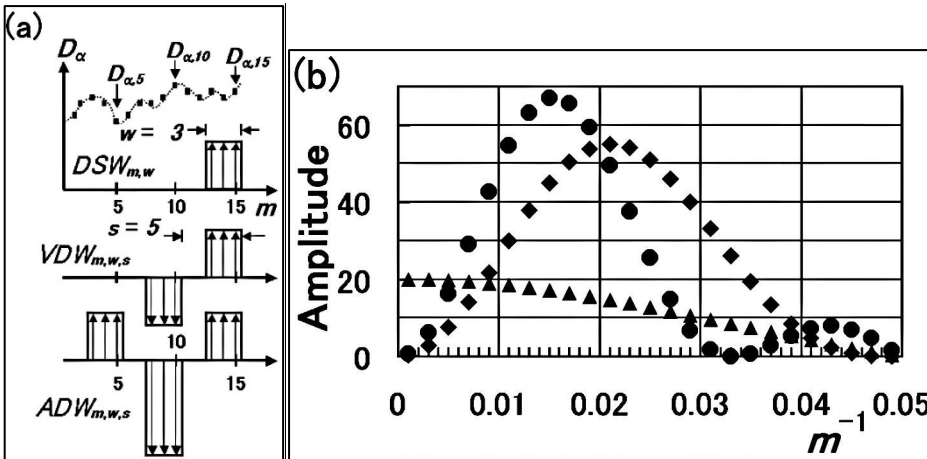 (a)
Dα
Dα,5
Dα,10
Dα,15
w = 3
DSWm,w
5
10
15
m
s = 5
VDWm,w,s
10
5
15
ADWm,w,s
(b)
Amplitude
60
40
20
0
0
0.01
0.02
0.03
0.04
0.05
m⁻¹